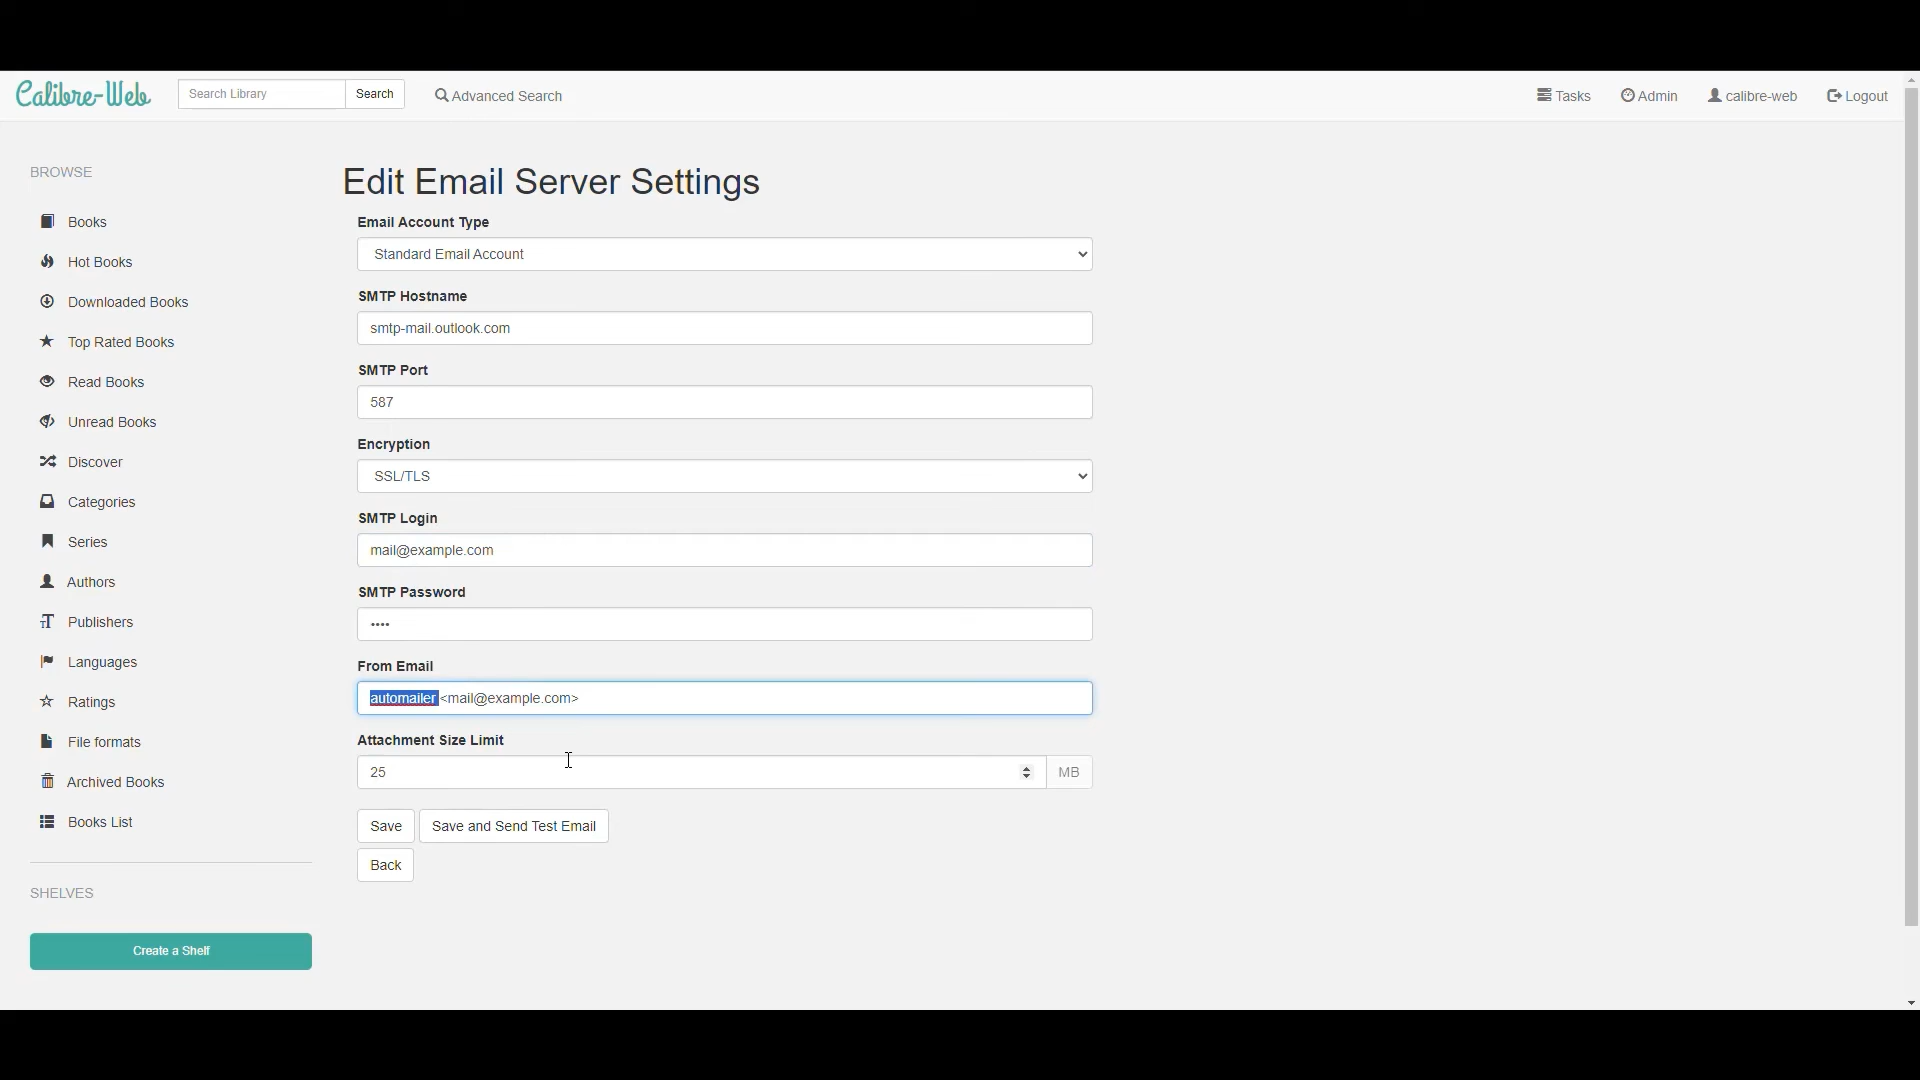 Calibre-Web
Search Library
Search
Advanced Search
Tasks
Admin
calibre-web
Logout
BROWSE
Books
Hot Books
Downloaded Books
Top Rated Books
Read Books
Unread Books
Discover
Categories
Series
Authors
Publishers
Languages
Ratings
File formats
Archived Books
Books List
SHELVES
Create a Shelf
Edit Email Server Settings
Email Account Type
Standard Email Account
SMTP Hostname
smtp-mail.outlook.com
SMTP Port
587
Encryption
SSL/TLS
SMTP Login
mail@example.com
SMTP Password
••••
From Email
automailer <mail@example.com>
Attachment Size Limit
25 MB
Save
Save and Send Test Email
Back